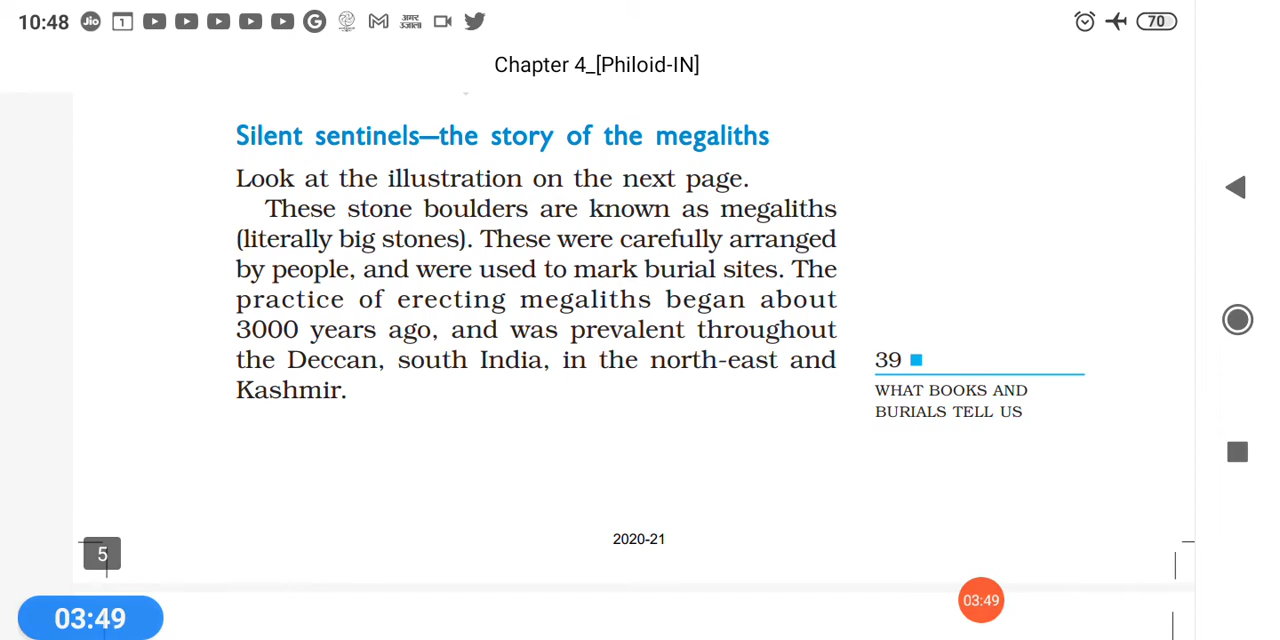 10:48 Jio 1 G M अमर उजाला 70
Chapter 4_[Philoid-IN]
Silent sentinels—the story of the megaliths
Look at the illustration on the next page.
These stone boulders are known as megaliths
(literally big stones). These were carefully arranged
by people, and were used to mark burial sites. The
practice of erecting megaliths began about
3000 years ago, and was prevalent throughout
the Deccan, south India, in the north-east and
Kashmir.
39
WHAT BOOKS AND
BURIALS TELL US
2020-21
5
03:49
03:49